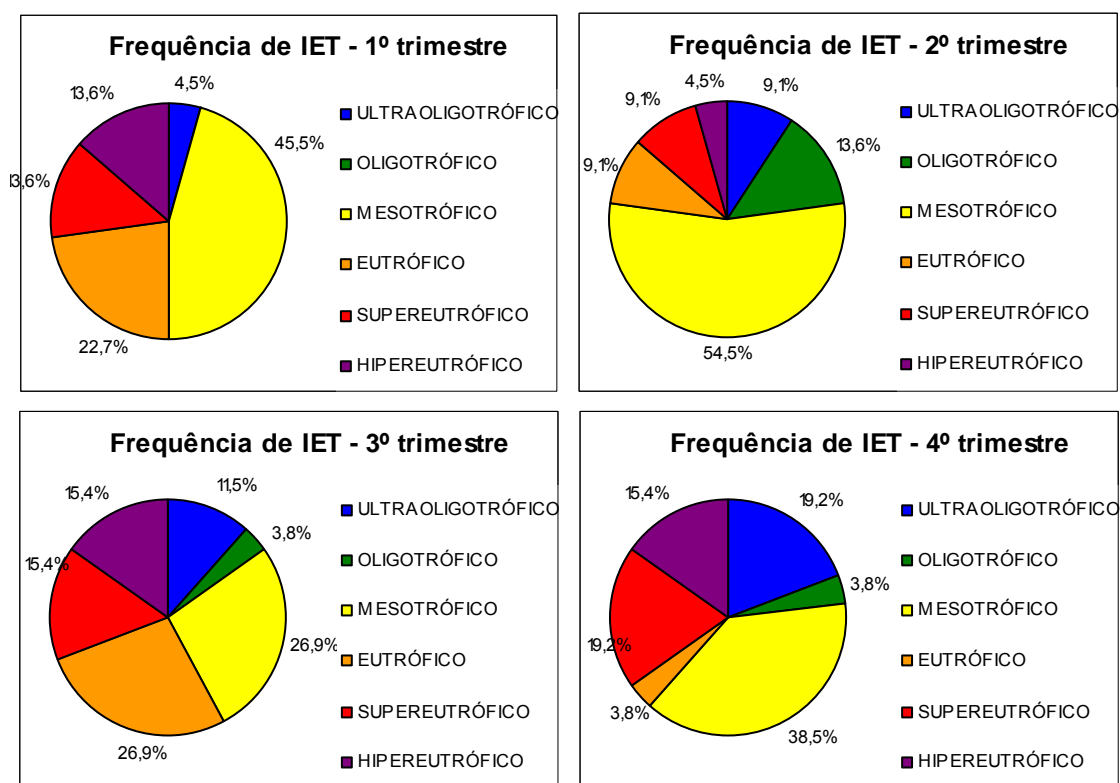 Frequência de IET - 1º trimestre
4,5%
45,5%
22,7%
13,6%
13,6%
ULTRAOLIGOTRÓFICO
OLIGOTRÓFICO
MESOTRÓFICO
EUTRÓFICO
SUPEREUTRÓFICO
HIPEREUTRÓFICO
Frequência de IET - 2º trimestre
9,1%
13,6%
54,5%
9,1%
9,1%
4,5%
ULTRAOLIGOTRÓFICO
OLIGOTRÓFICO
MESOTRÓFICO
EUTRÓFICO
SUPEREUTRÓFICO
HIPEREUTRÓFICO
Frequência de IET - 3º trimestre
11,5%
3,8%
26,9%
26,9%
15,4%
15,4%
ULTRAOLIGOTRÓFICO
OLIGOTRÓFICO
MESOTRÓFICO
EUTRÓFICO
SUPEREUTRÓFICO
HIPEREUTRÓFICO
Frequência de IET - 4º trimestre
19,2%
3,8%
38,5%
3,8%
19,2%
15,4%
ULTRAOLIGOTRÓFICO
OLIGOTRÓFICO
MESOTRÓFICO
EUTRÓFICO
SUPEREUTRÓFICO
HIPEREUTRÓFICO